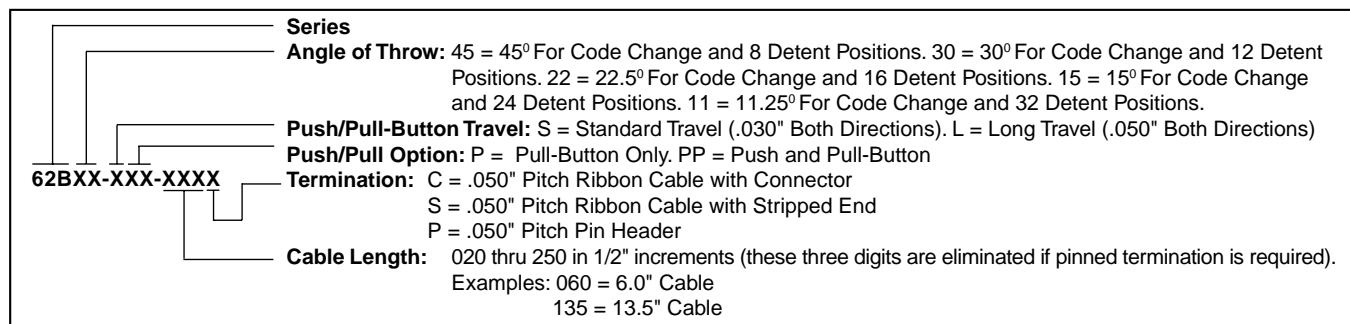 Series
Angle of Throw: 45 = 45⁰ For Code Change and 8 Detent Positions. 30 = 30⁰ For Code Change and 12 Detent
Positions. 22 = 22.5⁰ For Code Change and 16 Detent Positions. 15 = 15⁰ For Code Change
and 24 Detent Positions. 11 = 11.25⁰ For Code Change and 32 Detent Positions.
Push/Pull-Button Travel: S = Standard Travel (.030" Both Directions). L = Long Travel (.050" Both Directions)
Push/Pull Option: P = Pull-Button Only. PP = Push and Pull-Button
62BXX-XXX-XXXX
Termination: C = .050" Pitch Ribbon Cable with Connector
S = .050" Pitch Ribbon Cable with Stripped End
P = .050" Pitch Pin Header
Cable Length: 020 thru 250 in 1/2" increments (these three digits are eliminated if pinned termination is required).
Examples: 060 = 6.0" Cable
135 = 13.5" Cable